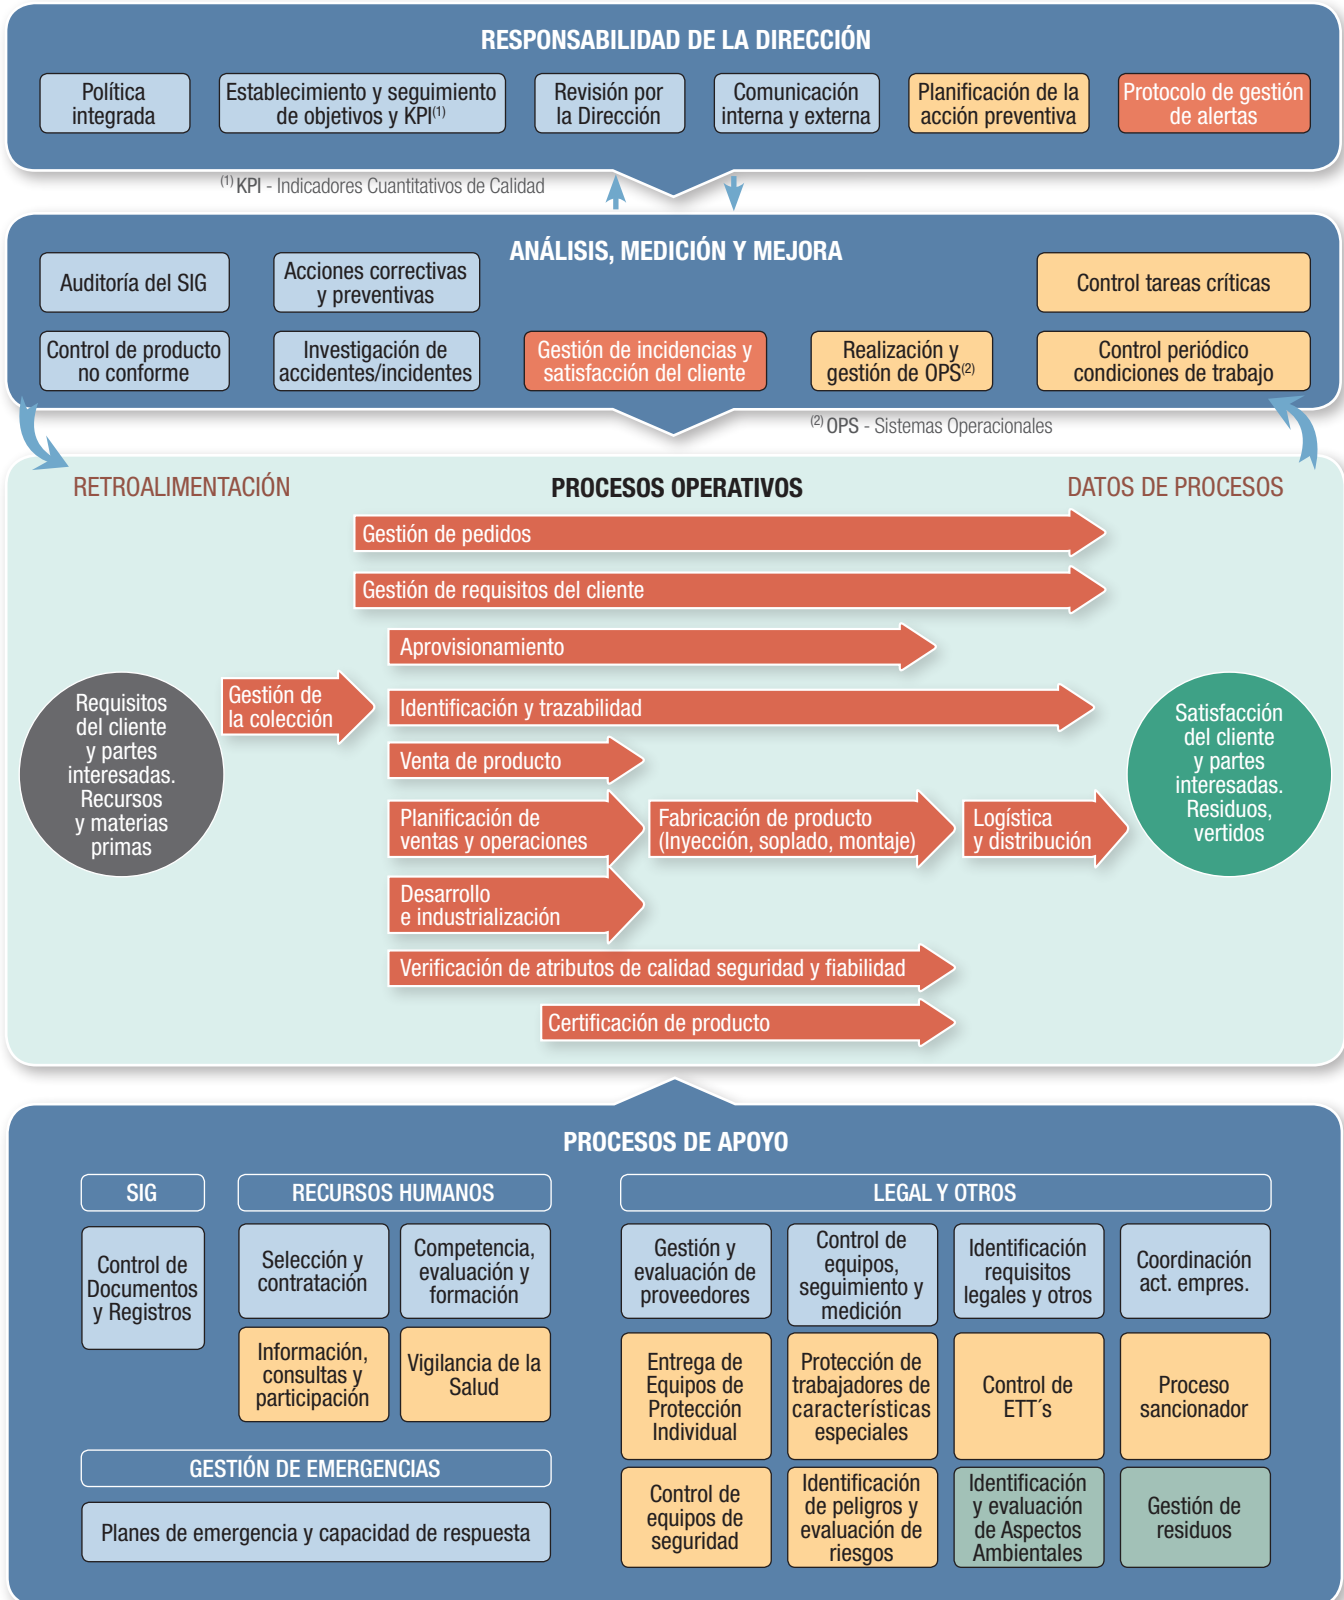 RESPONSABILIDAD DE LA DIRECCIÓN
Política
integrada
Establecimiento y seguimiento
de objetivos y KPI(1)
Revisión por
la Dirección
Comunicación
interna y externa
Planificación de la
acción preventiva
Protocolo de gestión
de alertas
(1) KPI - Indicadores Cuantitativos de Calidad
ANÁLISIS, MEDICIÓN Y MEJORA
Auditoría del SIG
Acciones correctivas
y preventivas
Control tareas críticas
Control de producto
no conforme
Investigación de
accidentes/incidentes
Gestión de incidencias y
satisfacción del cliente
Realización y
gestión de OPS(2)
Control periódico
condiciones de trabajo
(2) OPS - Sistemas Operacionales
RETROALIMENTACIÓN
PROCESOS OPERATIVOS
DATOS DE PROCESOS
Gestión de pedidos
Gestión de requisitos del cliente
Aprovisionamiento
Requisitos
del cliente
y partes
interesadas.
Recursos
y materias
primas
Gestión de
la colección
Identificación y trazabilidad
Venta de producto
Planificación de
ventas y operaciones
Fabricación de producto
(Inyección, soplado, montaje)
Logística
y distribución
Satisfacción
del cliente
y partes
interesadas.
Residuos,
vertidos
Desarrollo
e industrialización
Verificación de atributos de calidad seguridad y fiabilidad
Certificación de producto
PROCESOS DE APOYO
SIG
Control de
Documentos
y Registros
RECURSOS HUMANOS
Selección y
contratación
Competencia,
evaluación y
formación
Información,
consultas y
participación
Vigilancia de la
Salud
GESTIÓN DE EMERGENCIAS
Planes de emergencia y capacidad de respuesta
LEGAL Y OTROS
Gestión y
evaluación de
proveedores
Control de
equipos,
seguimiento y
medición
Identificación
requisitos
legales y otros
Coordinación
act. empres.
Entrega de
Equipos de
Protección
Individual
Protección de
trabajadores de
características
especiales
Control de
ETT´s
Proceso
sancionador
Control de
equipos de
seguridad
Identificación
de peligros y
evaluación de
riesgos
Identificación
y evaluación
de Aspectos
Ambientales
Gestión de
residuos